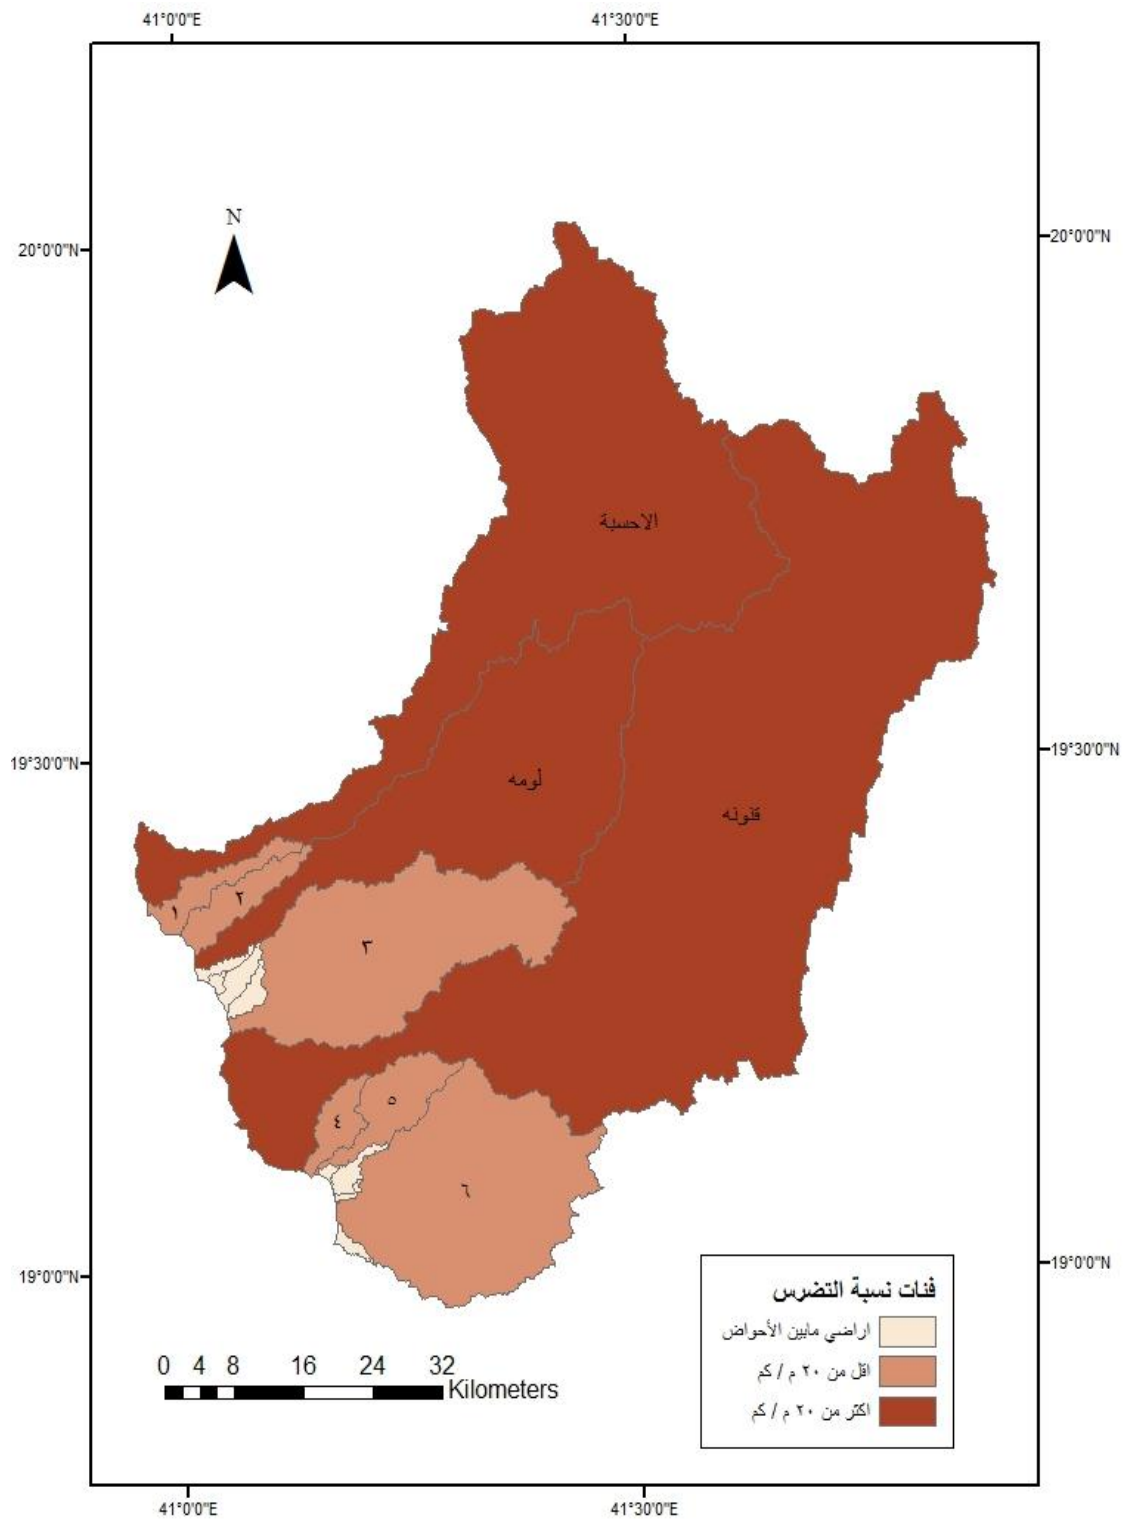 41°0'0"E 41°30'0"E
N
20°0'0"N 20°0'0"N
الاحسبة
19°30'0"N 19°30'0"N
لومه
قنونه
١
٢
٣
٤
٥
٦
19°0'0"N 19°0'0"N
فئات نسبة التضرس
اراضي مابين الأحواض
اقل من ٢٠ م / كم
اكثر من ٢٠ م / كم
0 4 8 16 24 32
Kilometers
41°0'0"E 41°30'0"E